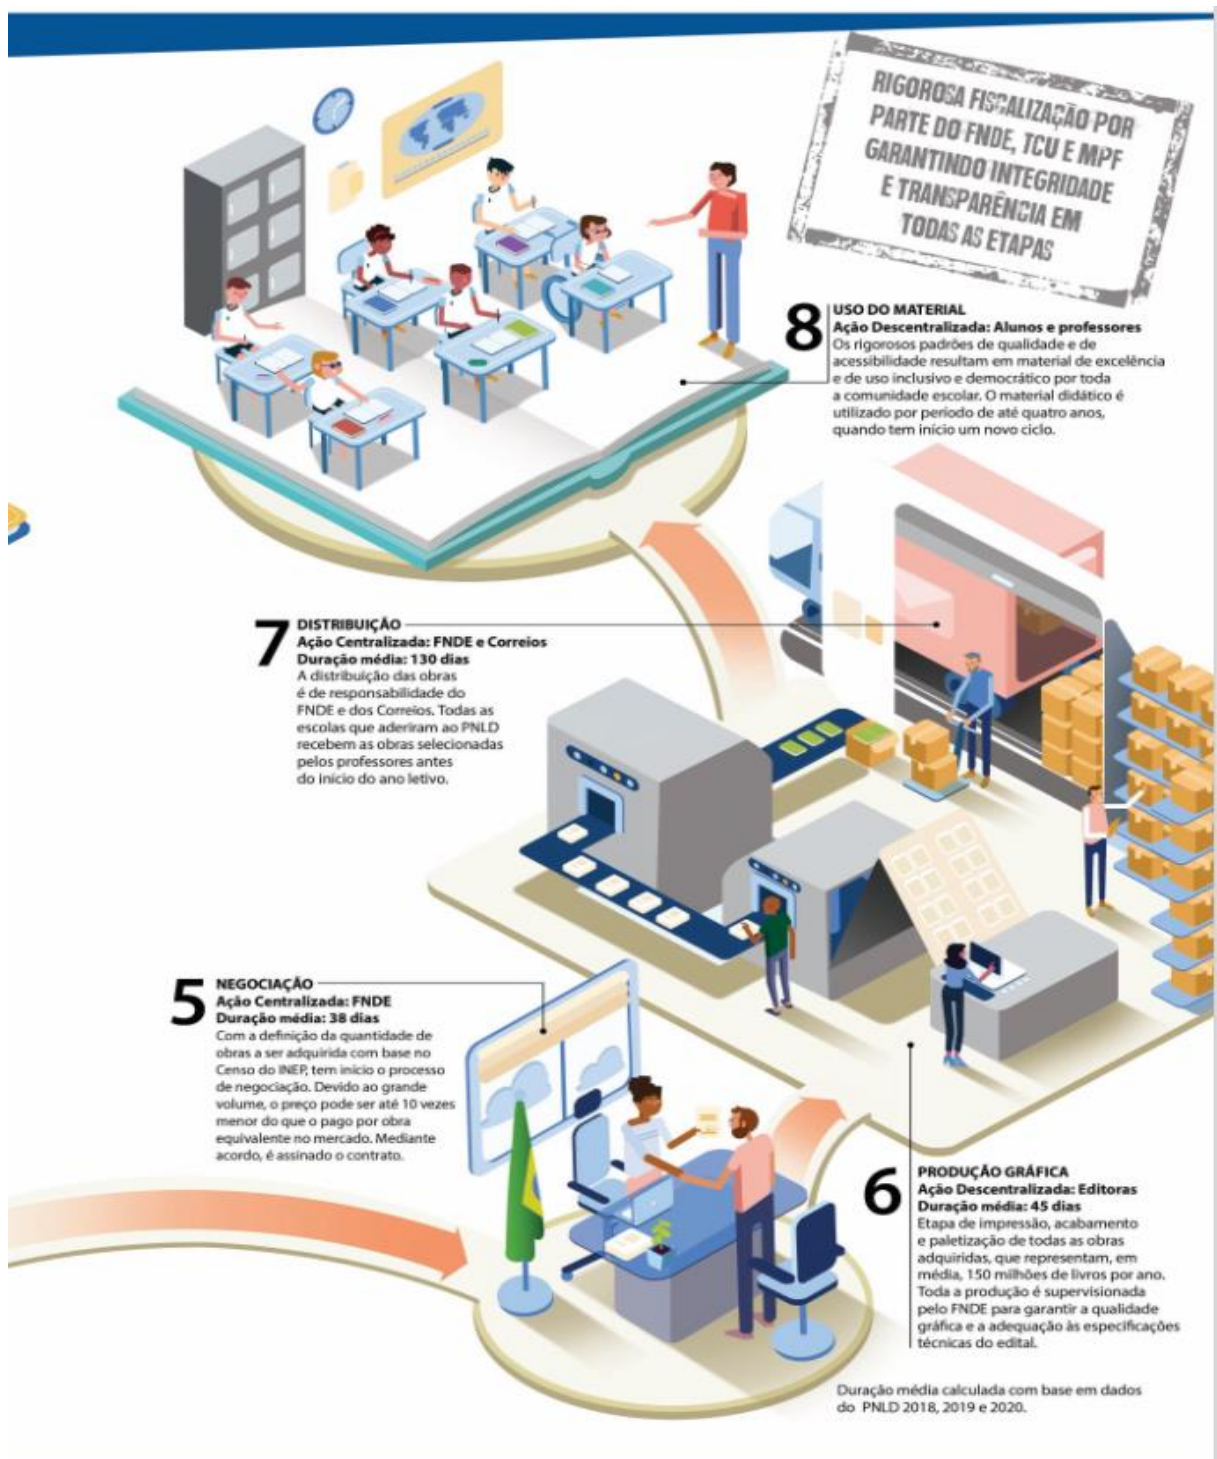 RIGOROSA FISCALIZAÇÃO POR
PARTE DO FNDE, TCU E MPF
GARANTINDO INTEGRIDADE
E TRANSPARÊNCIA EM
TODAS AS ETAPAS
8
USO DO MATERIAL
Ação Descentralizada: Alunos e professores
Os rigorosos padrões de qualidade e de
acessibilidade resultam em material de excelência
e de uso inclusivo e democrático por toda
a comunidade escolar. O material didático é
utilizado por período de até quatro anos,
quando tem início um novo ciclo.
7
DISTRIBUIÇÃO
Ação Centralizada: FNDE e Correios
Duração média: 130 dias
A distribuição das obras
é de responsabilidade do
FNDE e dos Correios. Todas as
escolas que aderiram ao PNLD
recebem as obras selecionadas
pelos professores antes
do início do ano letivo.
5
NEGOCIAÇÃO
Ação Centralizada: FNDE
Duração média: 38 dias
Com a definição da quantidade de
obras a ser adquirida com base no
Censo do INEP, tem início o processo
de negociação. Devido ao grande
volume, o preço pode ser até 10 vezes
menor do que o pago por obra
equivalente no mercado. Mediante
acordo, é assinado o contrato.
6
PRODUÇÃO GRÁFICA
Ação Descentralizada: Editoras
Duração média: 45 dias
Etapa de impressão, acabamento
e paletização de todas as obras
adquiridas, que representam, em
média, 150 milhões de livros por ano.
Toda a produção é supervisionada
pelo FNDE para garantir a qualidade
gráfica e a adequação às especificações
técnicas do edital.
Duração média calculada com base em dados
do PNLD 2018, 2019 e 2020.